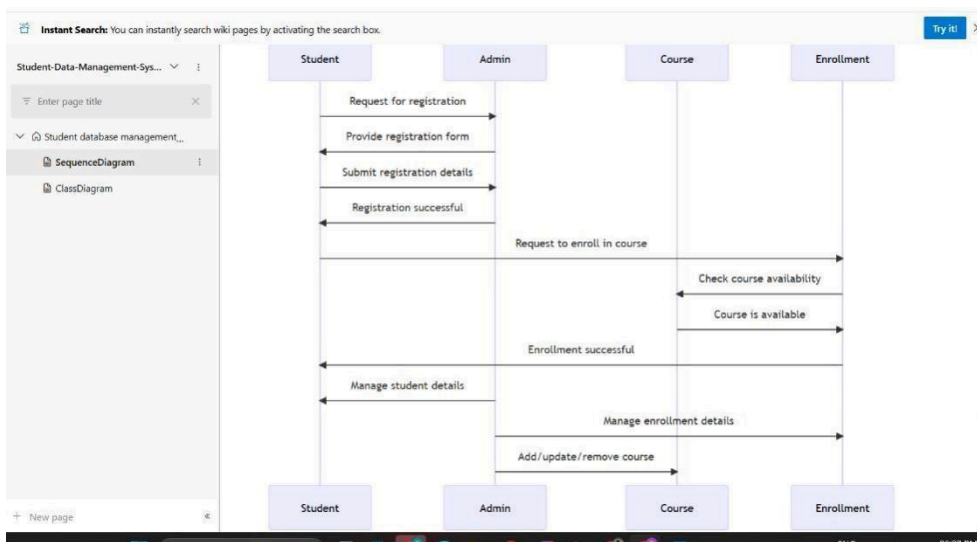 Instant Search: You can instantly search wiki pages by activating the search box.
Try it!
Student-Data-Management-Sys...
Enter page title
Student database management...
SequenceDiagram
ClassDiagram
New page
Student Admin Course Enrollment
Request for registration
Provide registration form
Submit registration details
Registration successful
Request to enroll in course
Check course availability
Course is available
Enrollment successful
Manage student details
Manage enrollment details
Add/update/remove course
Student Admin Course Enrollment